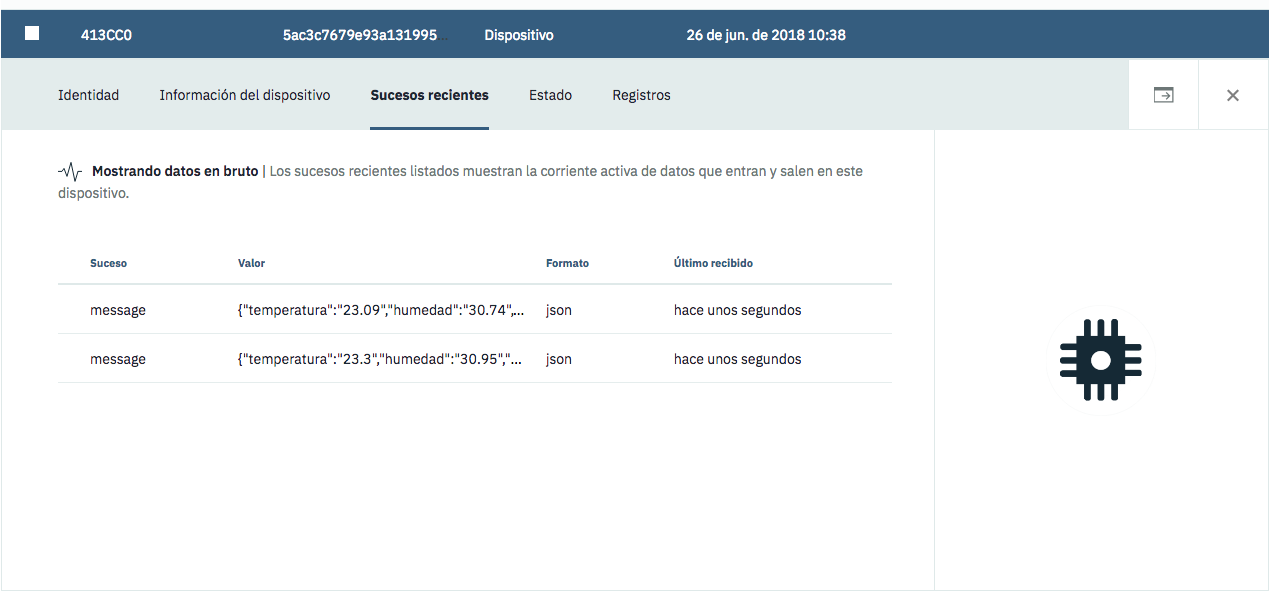 413CC0 5ac3c7679e93a131995... Dispositivo 26 de jun. de 2018 10:38
Identidad Información del dispositivo Sucesos recientes Estado Registros
Mostrando datos en bruto | Los sucesos recientes listados muestran la corriente activa de datos que entran y salen en este
dispositivo.
Suceso Valor Formato Último recibido
message {"temperatura":"23.09","humedad":"30.74",... json hace unos segundos
message {"temperatura":"23.3","humedad":"30.95","... json hace unos segundos